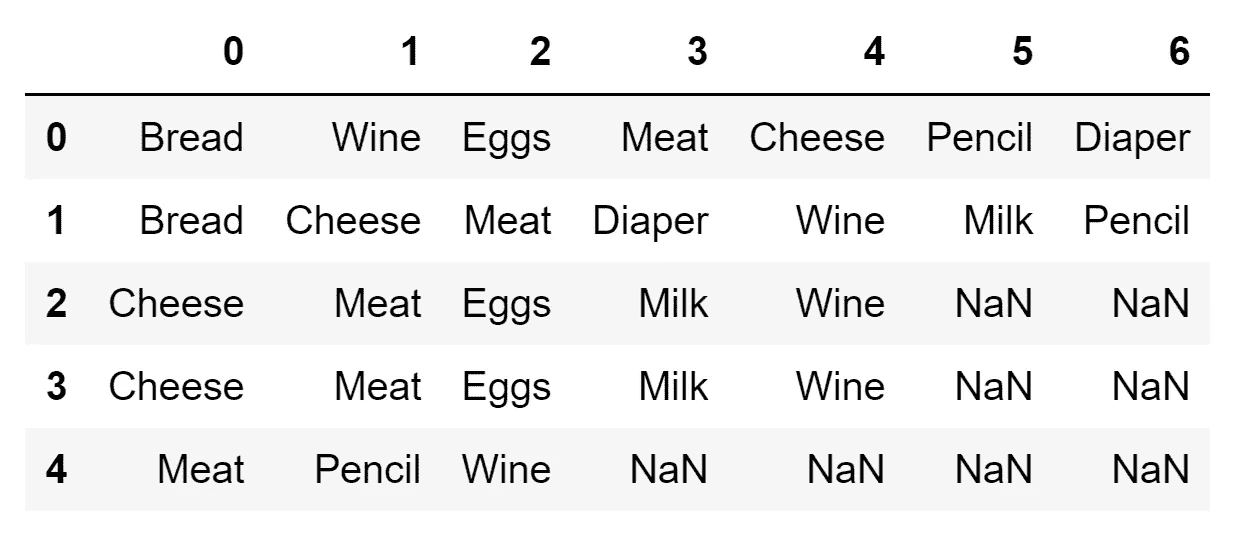 0 1 2 3 4 5 6
0 Bread Wine Eggs Meat Cheese Pencil Diaper
1 Bread Cheese Meat Diaper Wine Milk Pencil
2 Cheese Meat Eggs Milk Wine NaN NaN
3 Cheese Meat Eggs Milk Wine NaN NaN
4 Meat Pencil Wine NaN NaN NaN NaN